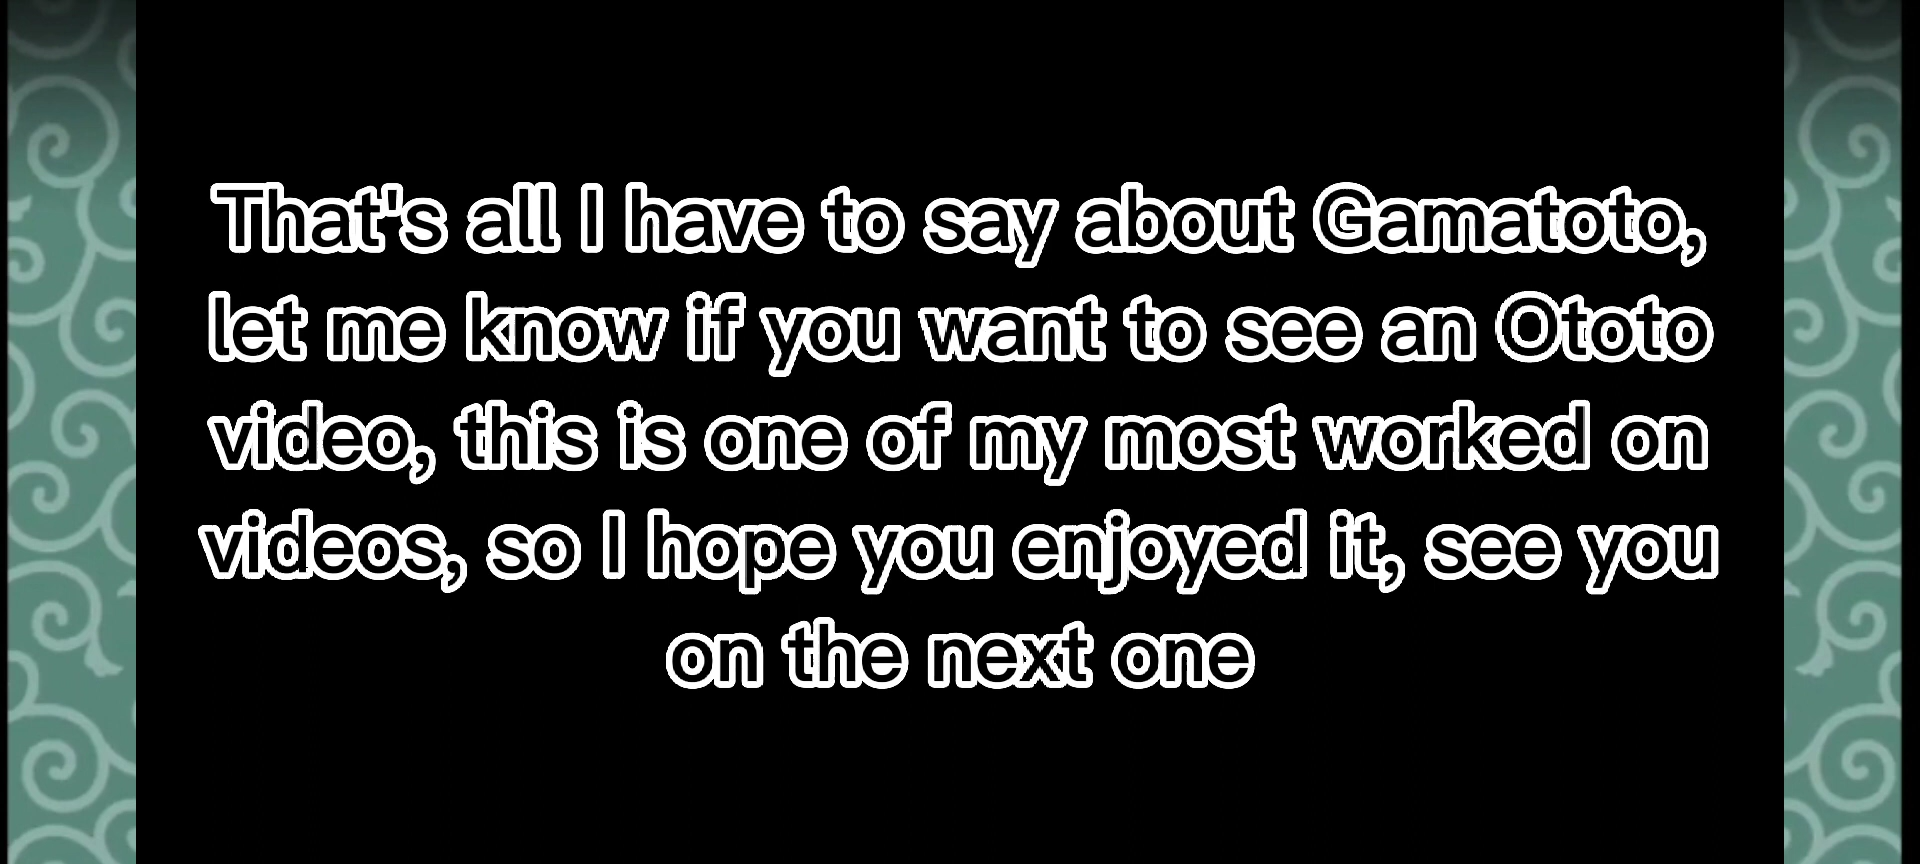 That's all I have to say about Gamatoto,
let me know if you want to see an Ototo
video, this is one of my most worked on
videos, so I hope you enjoyed it, see you
on the next one